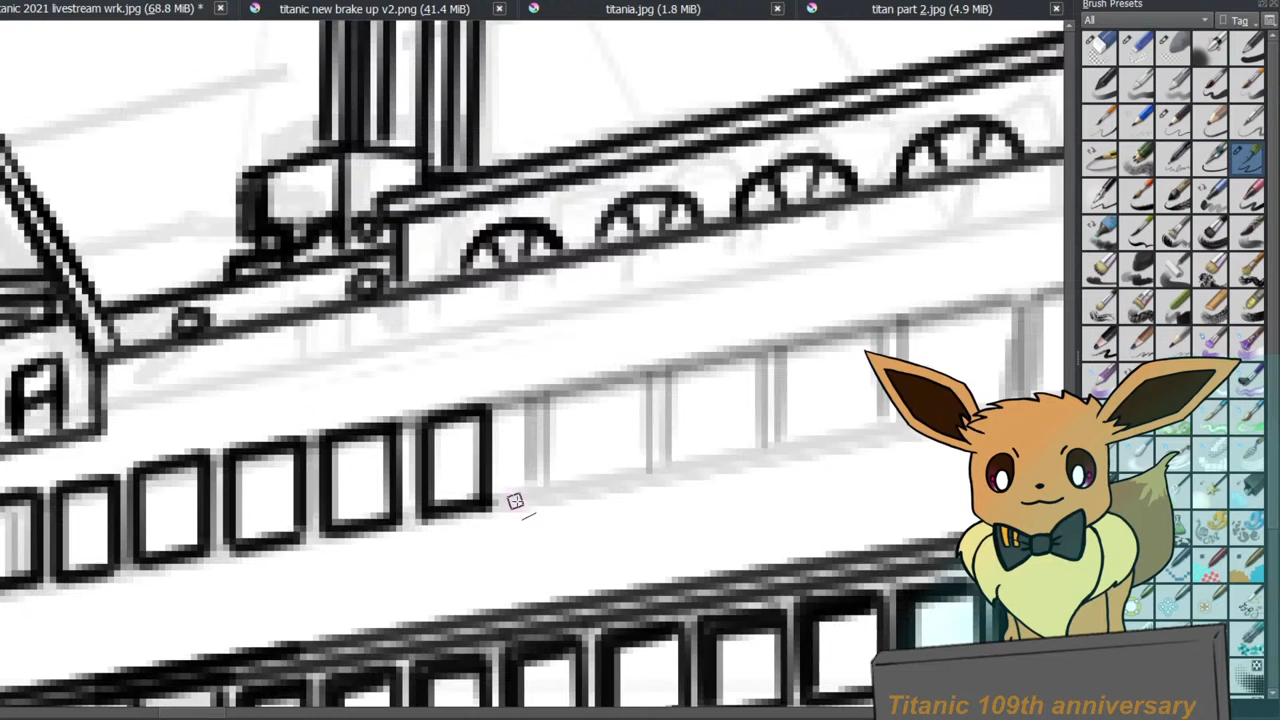 anic 2021 livestream wrk.jpg (68.8 MiB) *
titanic new brake up v2.png (41.4 MiB)
titania.jpg (1.8 MiB)
titan part 2.jpg (4.9 MiB)
Brush Presets
All
Tag
A
Titanic 109th anniversary